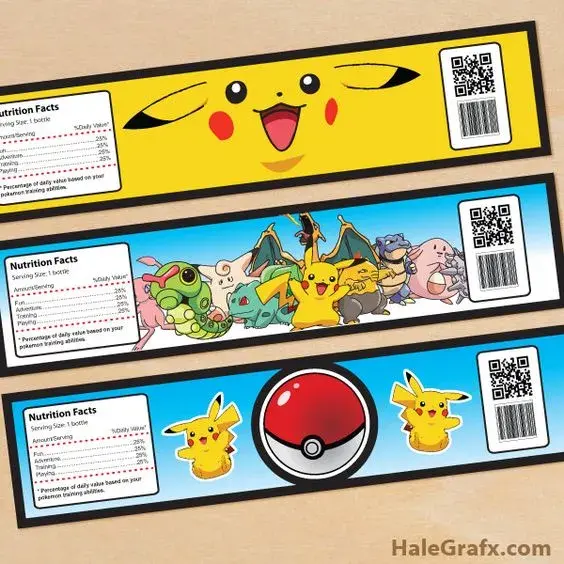 utrition Facts
Serving Size: 1 bottle
Amount/Serving %Daily Value*
Fun 25%
Adventure 25%
Training 25%
Playing 25%
* Percentage of daily value based on your
pokemon training abilities.
Nutrition Facts
Serving Size: 1 bottle
Amount/Serving %Daily Value*
Fun 25%
Adventure 25%
Training 25%
Playing 25%
* Percentage of daily value based on your
pokemon training abilities.
Nutrition Facts
Serving Size: 1 bottle
Amount/Serving %Daily Value*
Fun 25%
Adventure 25%
Training 25%
Playing 25%
* Percentage of daily value based on your
pokemon training abilities.
HaleGrafx.com